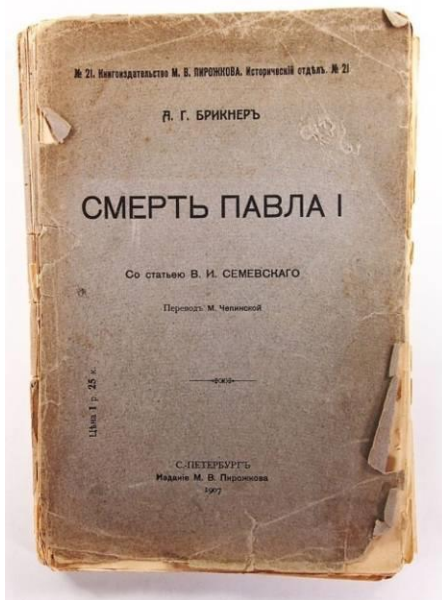 № 21. Книгоиздательство М. В. ПИРОЖКОВА. Историческій отдѣлъ. № 21
А. Г. БРИКНЕРЪ
СМЕРТЬ ПАВЛА I
Со статьею В. И. СЕМЕВСКАГО
Переводъ М. Чепинской
Цѣна 1 р 25 к.
С.-ПЕТЕРБУРГЪ
Изданіе М. В. Пирожкова
1907